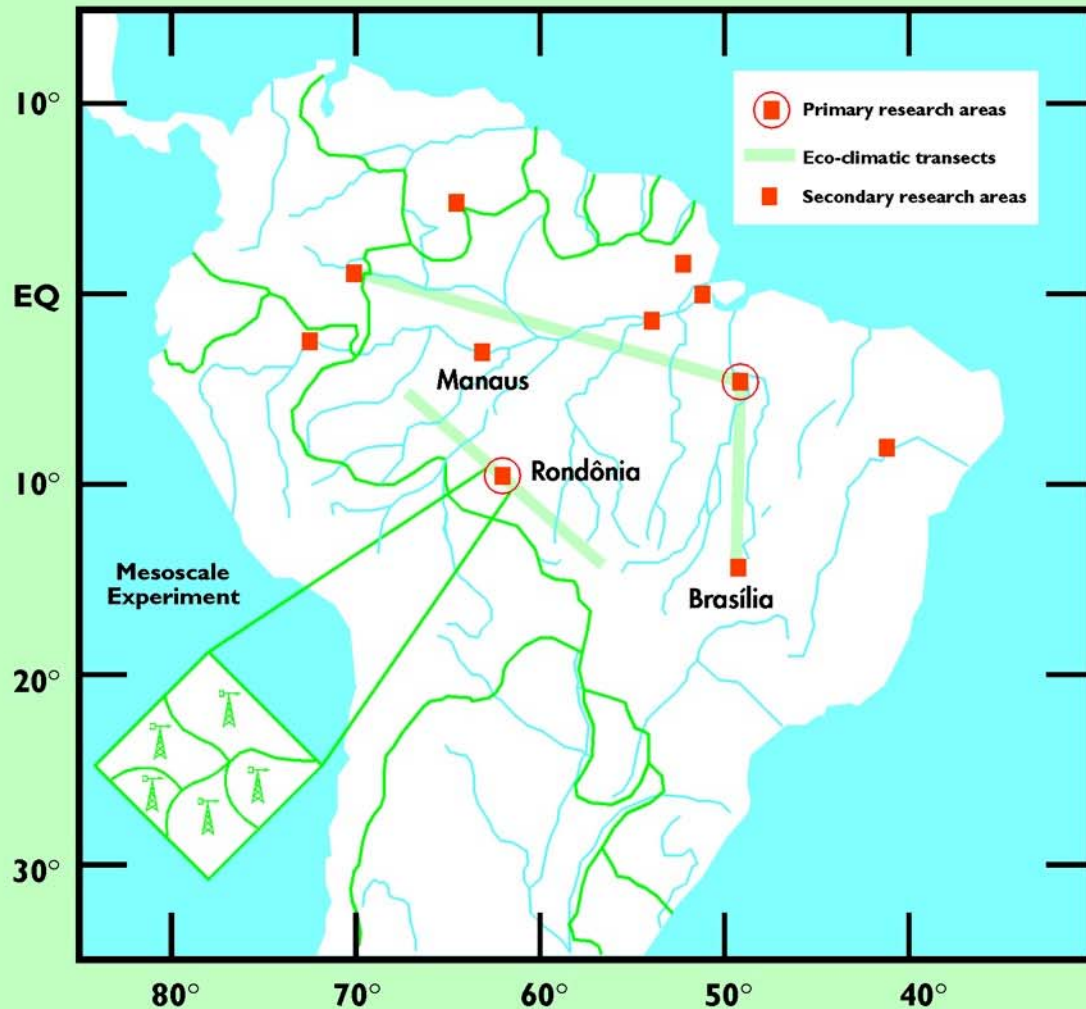 10°
EQ
10°
20°
30°
80°
70°
60°
50°
40°
Primary research areas
Eco-climatic transects
Secondary research areas
Manaus
Rondônia
Brasília
Mesoscale
Experiment